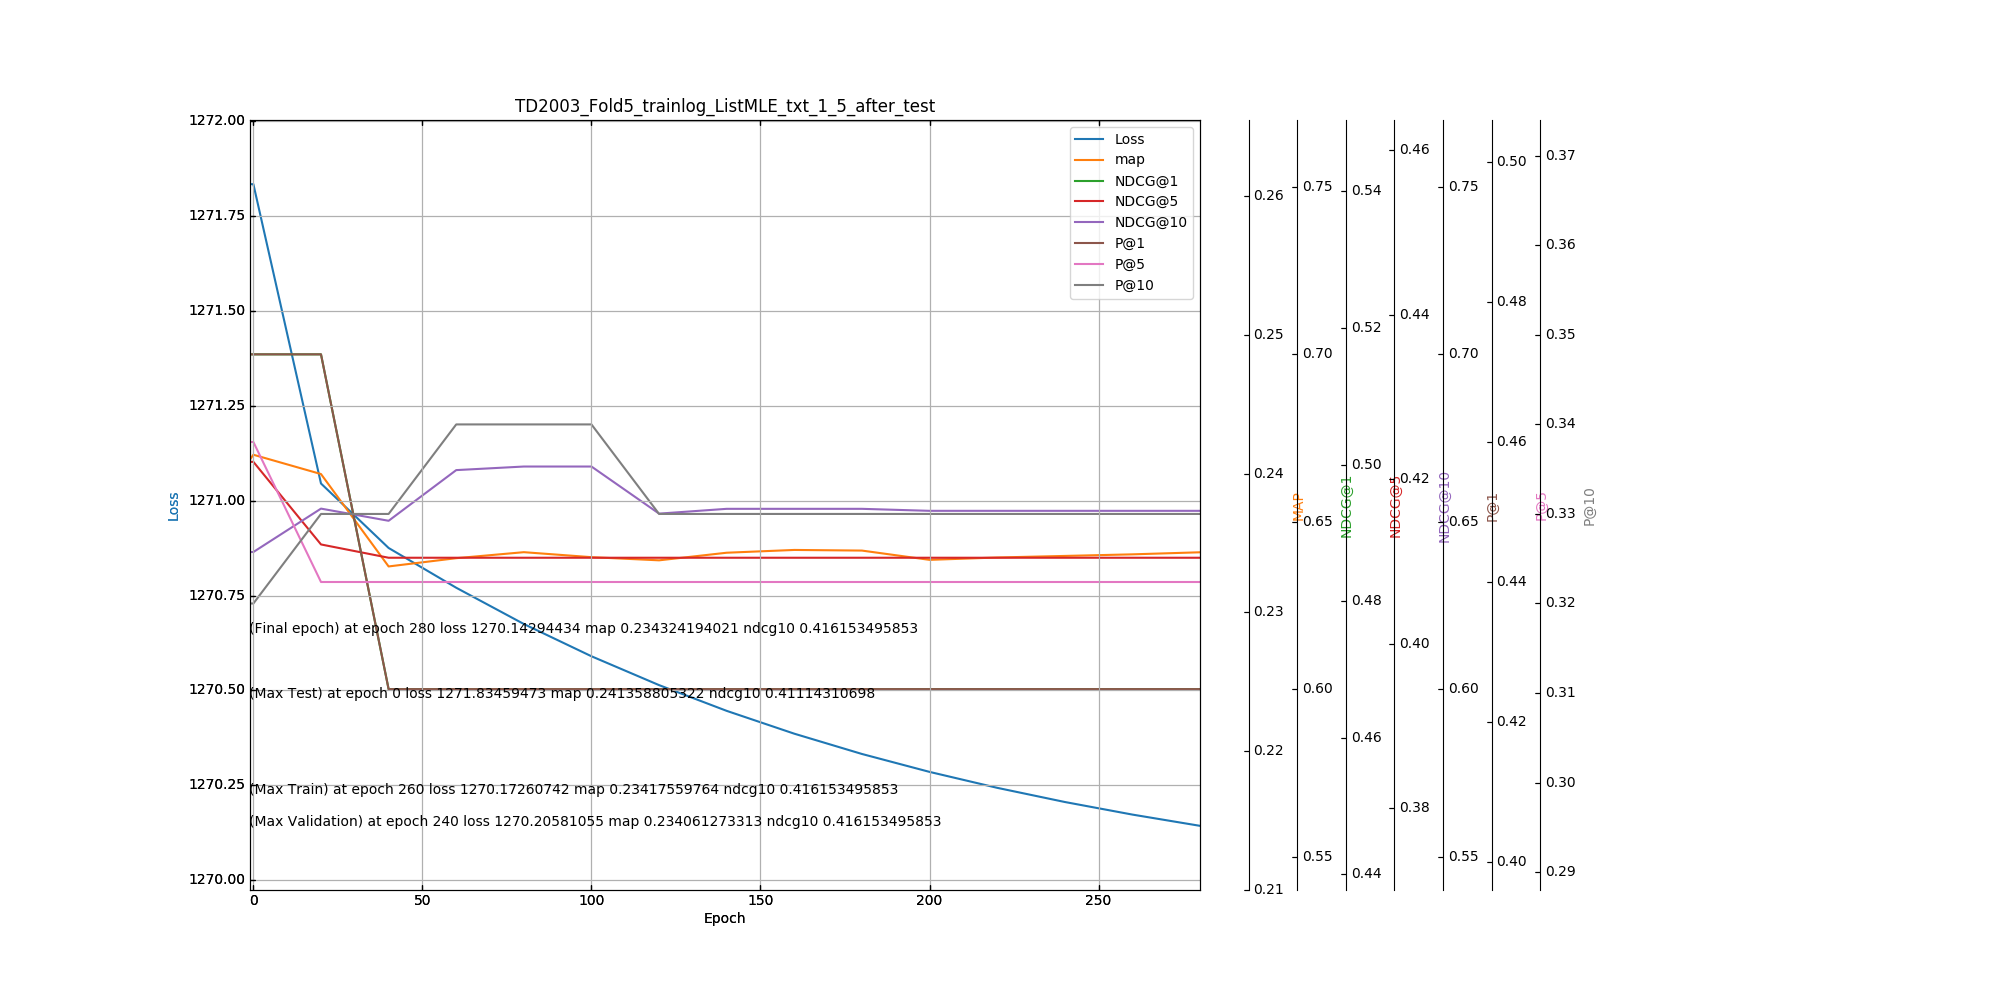 TD2003_Fold5_trainlog_ListMLE_txt_1_5_after_test
Loss
1272.00
1271.75
1271.50
1271.25
1271.00
1270.75
1270.50
1270.25
1270.00
Loss
map
NDCG@1
NDCG@5
NDCG@10
P@1
P@5
P@10
(Final epoch) at epoch 280 loss 1270.14294434 map 0.234324194021 ndcg10 0.416153495853
(Max Test) at epoch 0 loss 1271.83459473 map 0.241358805322 ndcg10 0.41114310698
(Max Train) at epoch 260 loss 1270.17260742 map 0.23417559764 ndcg10 0.416153495853
(Max Validation) at epoch 240 loss 1270.20581055 map 0.234061273313 ndcg10 0.416153495853
0 50 100 150 200 250
Epoch
0.26
0.25
0.24
0.23
0.22
0.21
MAP
0.75
0.70
0.65
0.60
0.55
NDCG@1
0.54
0.52
0.50
0.48
0.46
0.44
NDCG@5
0.46
0.44
0.42
0.40
0.38
NDCG@10
0.75
0.70
0.65
0.60
0.55
P@1
0.50
0.48
0.46
0.44
0.42
0.40
P@5
0.37
0.36
0.35
0.34
0.33
0.32
0.31
0.30
0.29
P@10